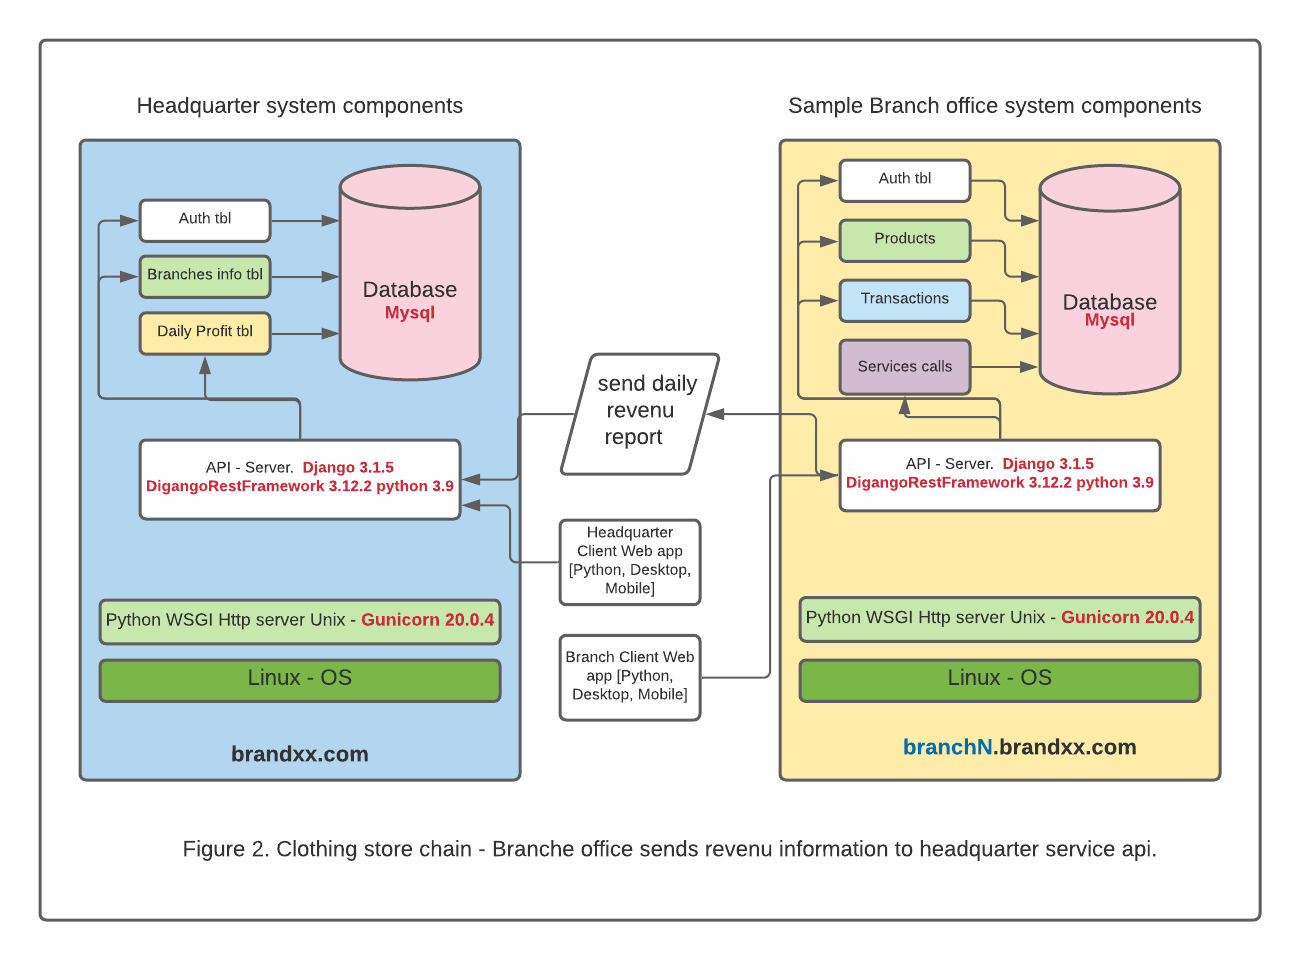 Headquarter system components
Sample Branch office system components
Auth tbl
Branches info tbl
Daily Profit tbl
Database
Mysql
API - Server.  Django 3.1.5
DigangoRestFramework 3.12.2 python 3.9
Python WSGI Http server Unix - Gunicorn 20.0.4
Linux - OS
brandxx.com
send daily
revenu
report
Headquarter
Client Web app
[Python, Desktop,
Mobile]
Branch Client Web
app [Python,
Desktop, Mobile]
Auth tbl
Products
Transactions
Services calls
Database
Mysql
API - Server.  Django 3.1.5
DigangoRestFramework 3.12.2 python 3.9
Python WSGI Http server Unix - Gunicorn 20.0.4
Linux - OS
branchN.brandxx.com
Figure 2. Clothing store chain - Branche office sends revenu information to headquarter service api.